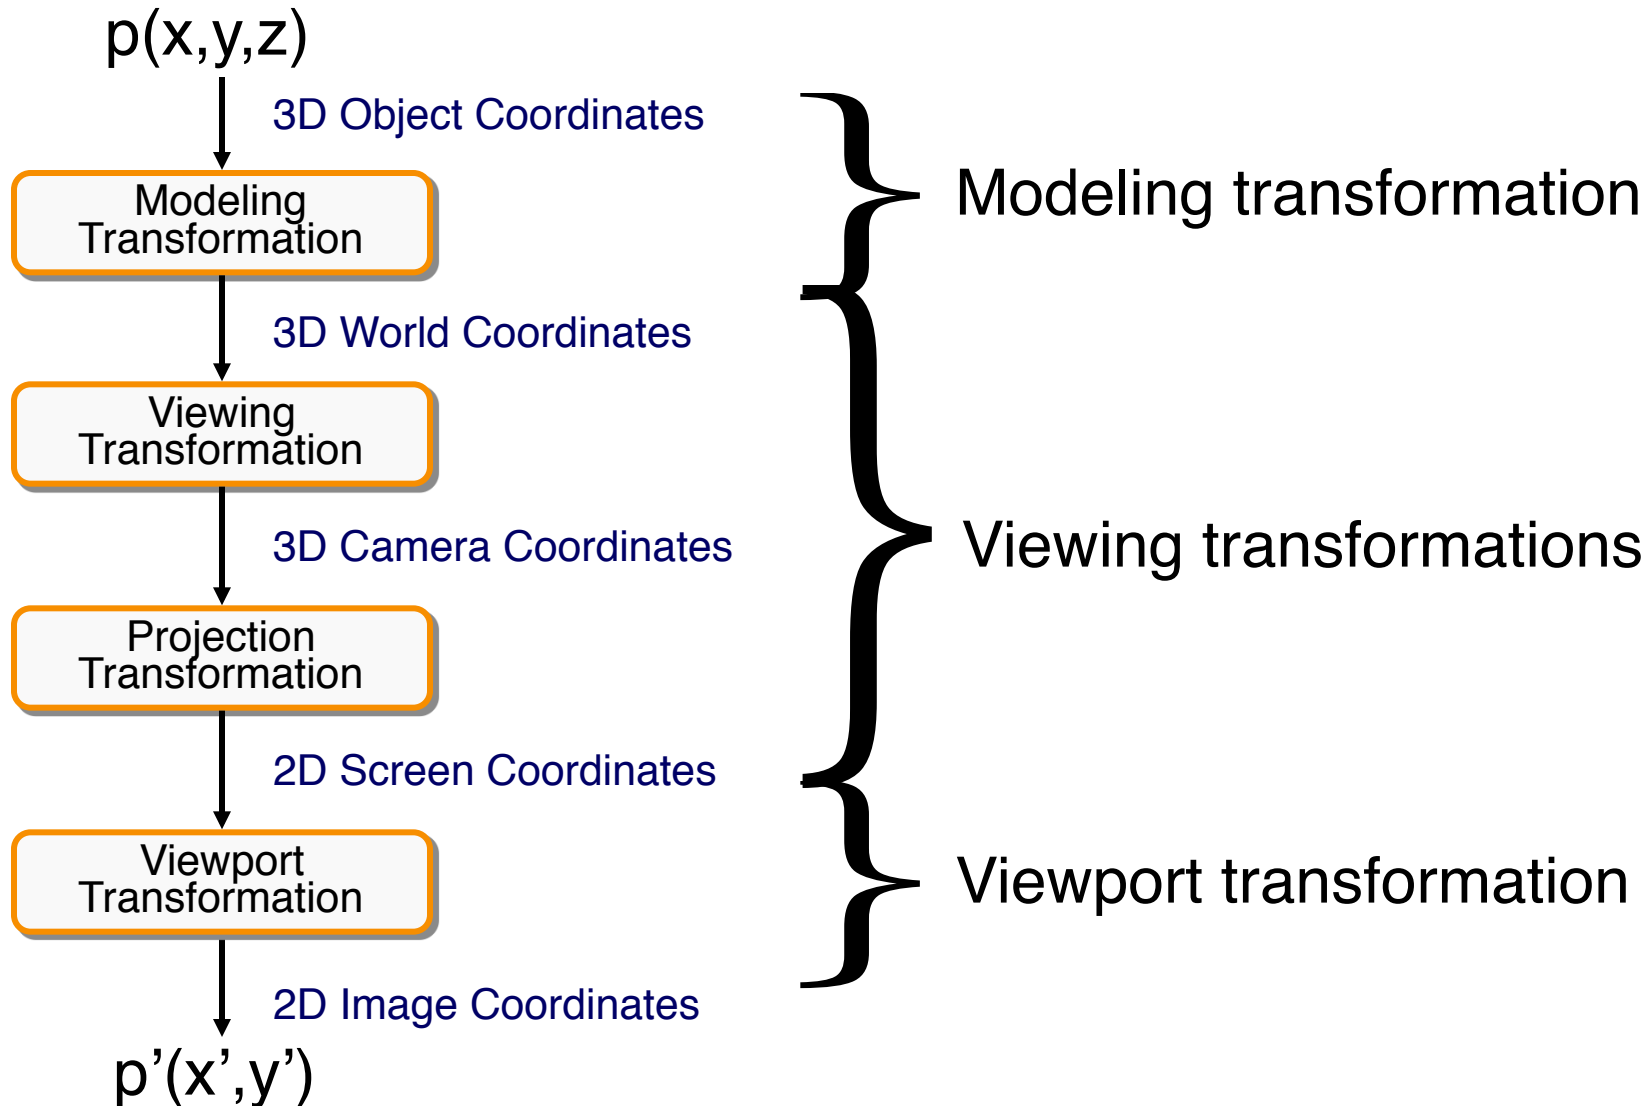 p(x,y,z)
3D Object Coordinates
Modeling
Transformation
Modeling transformation
3D World Coordinates
Viewing
Transformation
3D Camera Coordinates
Viewing transformations
Projection
Transformation
2D Screen Coordinates
Viewport
Transformation
Viewport transformation
2D Image Coordinates
p’(x’,y’)